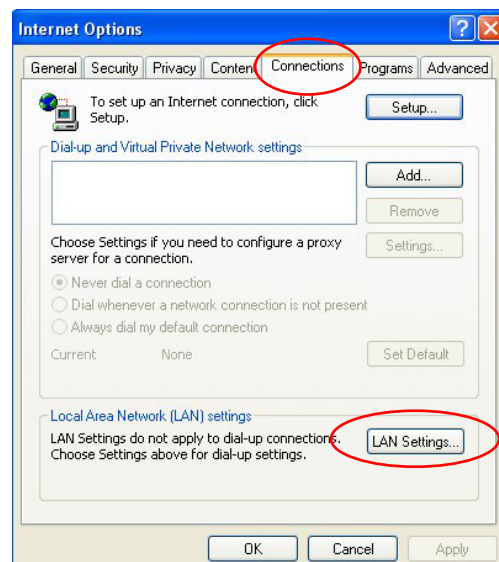 Internet Options
General Security Privacy Content Connections Programs Advanced
To set up an Internet connection, click
Setup.
Setup...
Dial-up and Virtual Private Network settings
Add...
Remove
Choose Settings if you need to configure a proxy
server for a connection.
Settings...
Never dial a connection
Dial whenever a network connection is not present
Always dial my default connection
Current None
Set Default
Local Area Network (LAN) settings
LAN Settings do not apply to dial-up connections.
Choose Settings above for dial-up settings.
LAN Settings...
OK Cancel Apply